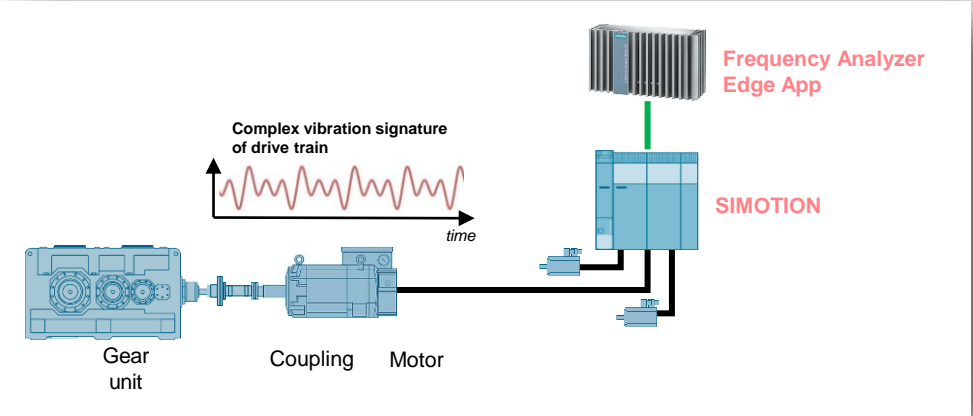 Frequency Analyzer
Edge App
Complex vibration signature
of drive train
SIMOTION
time
Gear
unit
Coupling
Motor